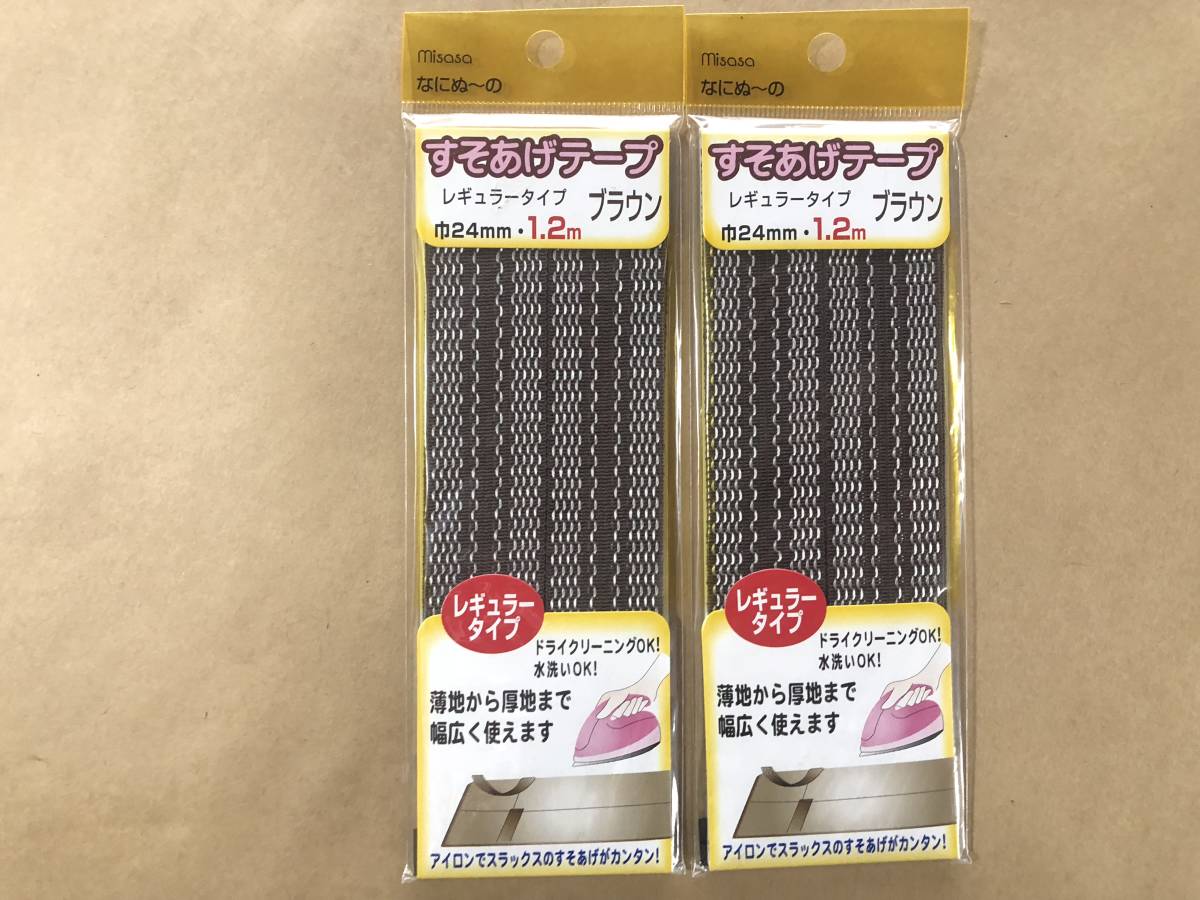 Misasa
なにぬ～の
すそあげテープ
レギュラータイプ ブラウン
巾24mm・1.2m
レギュラー
タイプ
ドライクリーニングOK!
水洗いOK!
薄地から厚地まで
幅広く使えます
アイロンでスラックスのすそあげがカンタン!
Misasa
なにぬ～の
すそあげテープ
レギュラータイプ ブラウン
巾24mm・1.2m
レギュラー
タイプ
ドライクリーニングOK!
水洗いOK!
薄地から厚地まで
幅広く使えます
アイロンでスラックスのすそあげがカンタン!